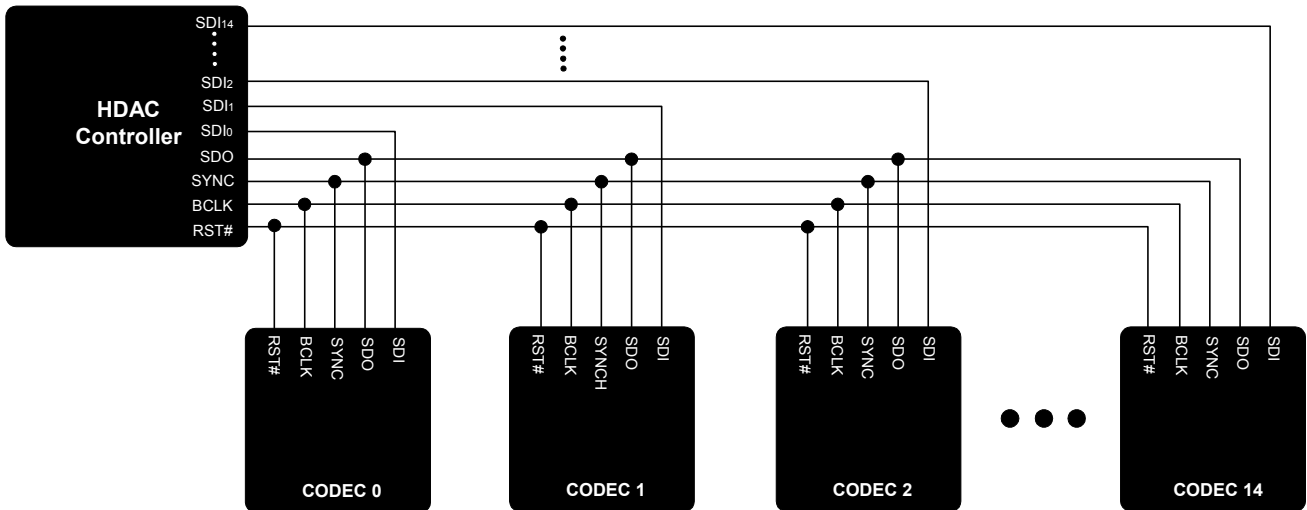 SDI14
SDI2
HDAC
Controller
SDI1
SDI0
SDO
SYNC
BCLK
RST#
RST#
BCLK
SYNC
SDO
SDI
CODEC 0
RST#
BCLK
SYNCH
SDO
SDI
CODEC 1
RST#
BCLK
SYNC
SDO
SDI
CODEC 2
RST#
BCLK
SYNC
SDO
SDI
CODEC 14